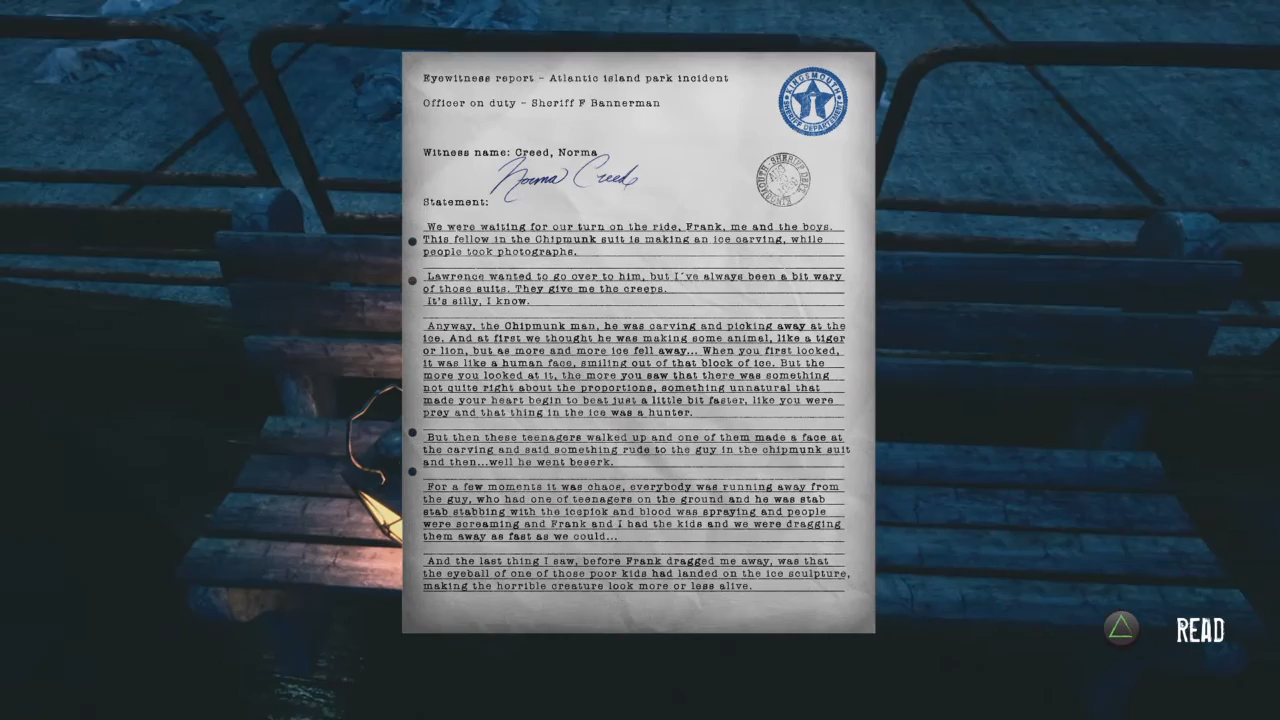 Eyewitness report - Atlantic island park incident
KINGSMOUTH
SHERIFF DEPARTMENT
Officer on duty - Sheriff F Bannerman
Witness name: Creed, Norma
Norma Creed
SHERIFF DEPT.
KINGSMOUTH
Statement:
We were waiting for our turn on the ride, Frank, me and the boys.
This fellow in the Chipmunk suit is making an ice carving, while
people took photographs.
Lawrence wanted to go over to him, but I´ve always been a bit wary
of those suits. They give me the creeps.
It's silly, I know.
Anyway, the Chipmunk man, he was carving and picking away at the
ice. And at first we thought he was making some animal, like a tiger
or lion, but as more and more ice fell away... When you first looked,
it was like a human face, smiling out of that block of ice. But the
more you looked at it, the more you saw that there was something
not quite right about the proportions, something unnatural that
made your heart begin to beat just a little bit faster, like you were
prey and that thing in the ice was a hunter.
But then these teenagers walked up and one of them made a face at
the carving and said something rude to the guy in the chipmunk suit
and then...well he went beserk.
For a few moments it was chaos, everybody was running away from
the guy, who had one of teenagers on the ground and he was stab
stab stabbing with the icepick and blood was spraying and people
were screaming and Frank and I had the kids and we were dragging
them away as fast as we could...
And the last thing I saw, before Frank dragged me away, was that
the eyeball of one of those poor kids had landed on the ice sculpture,
making the horrible creature look more or less alive.
READ